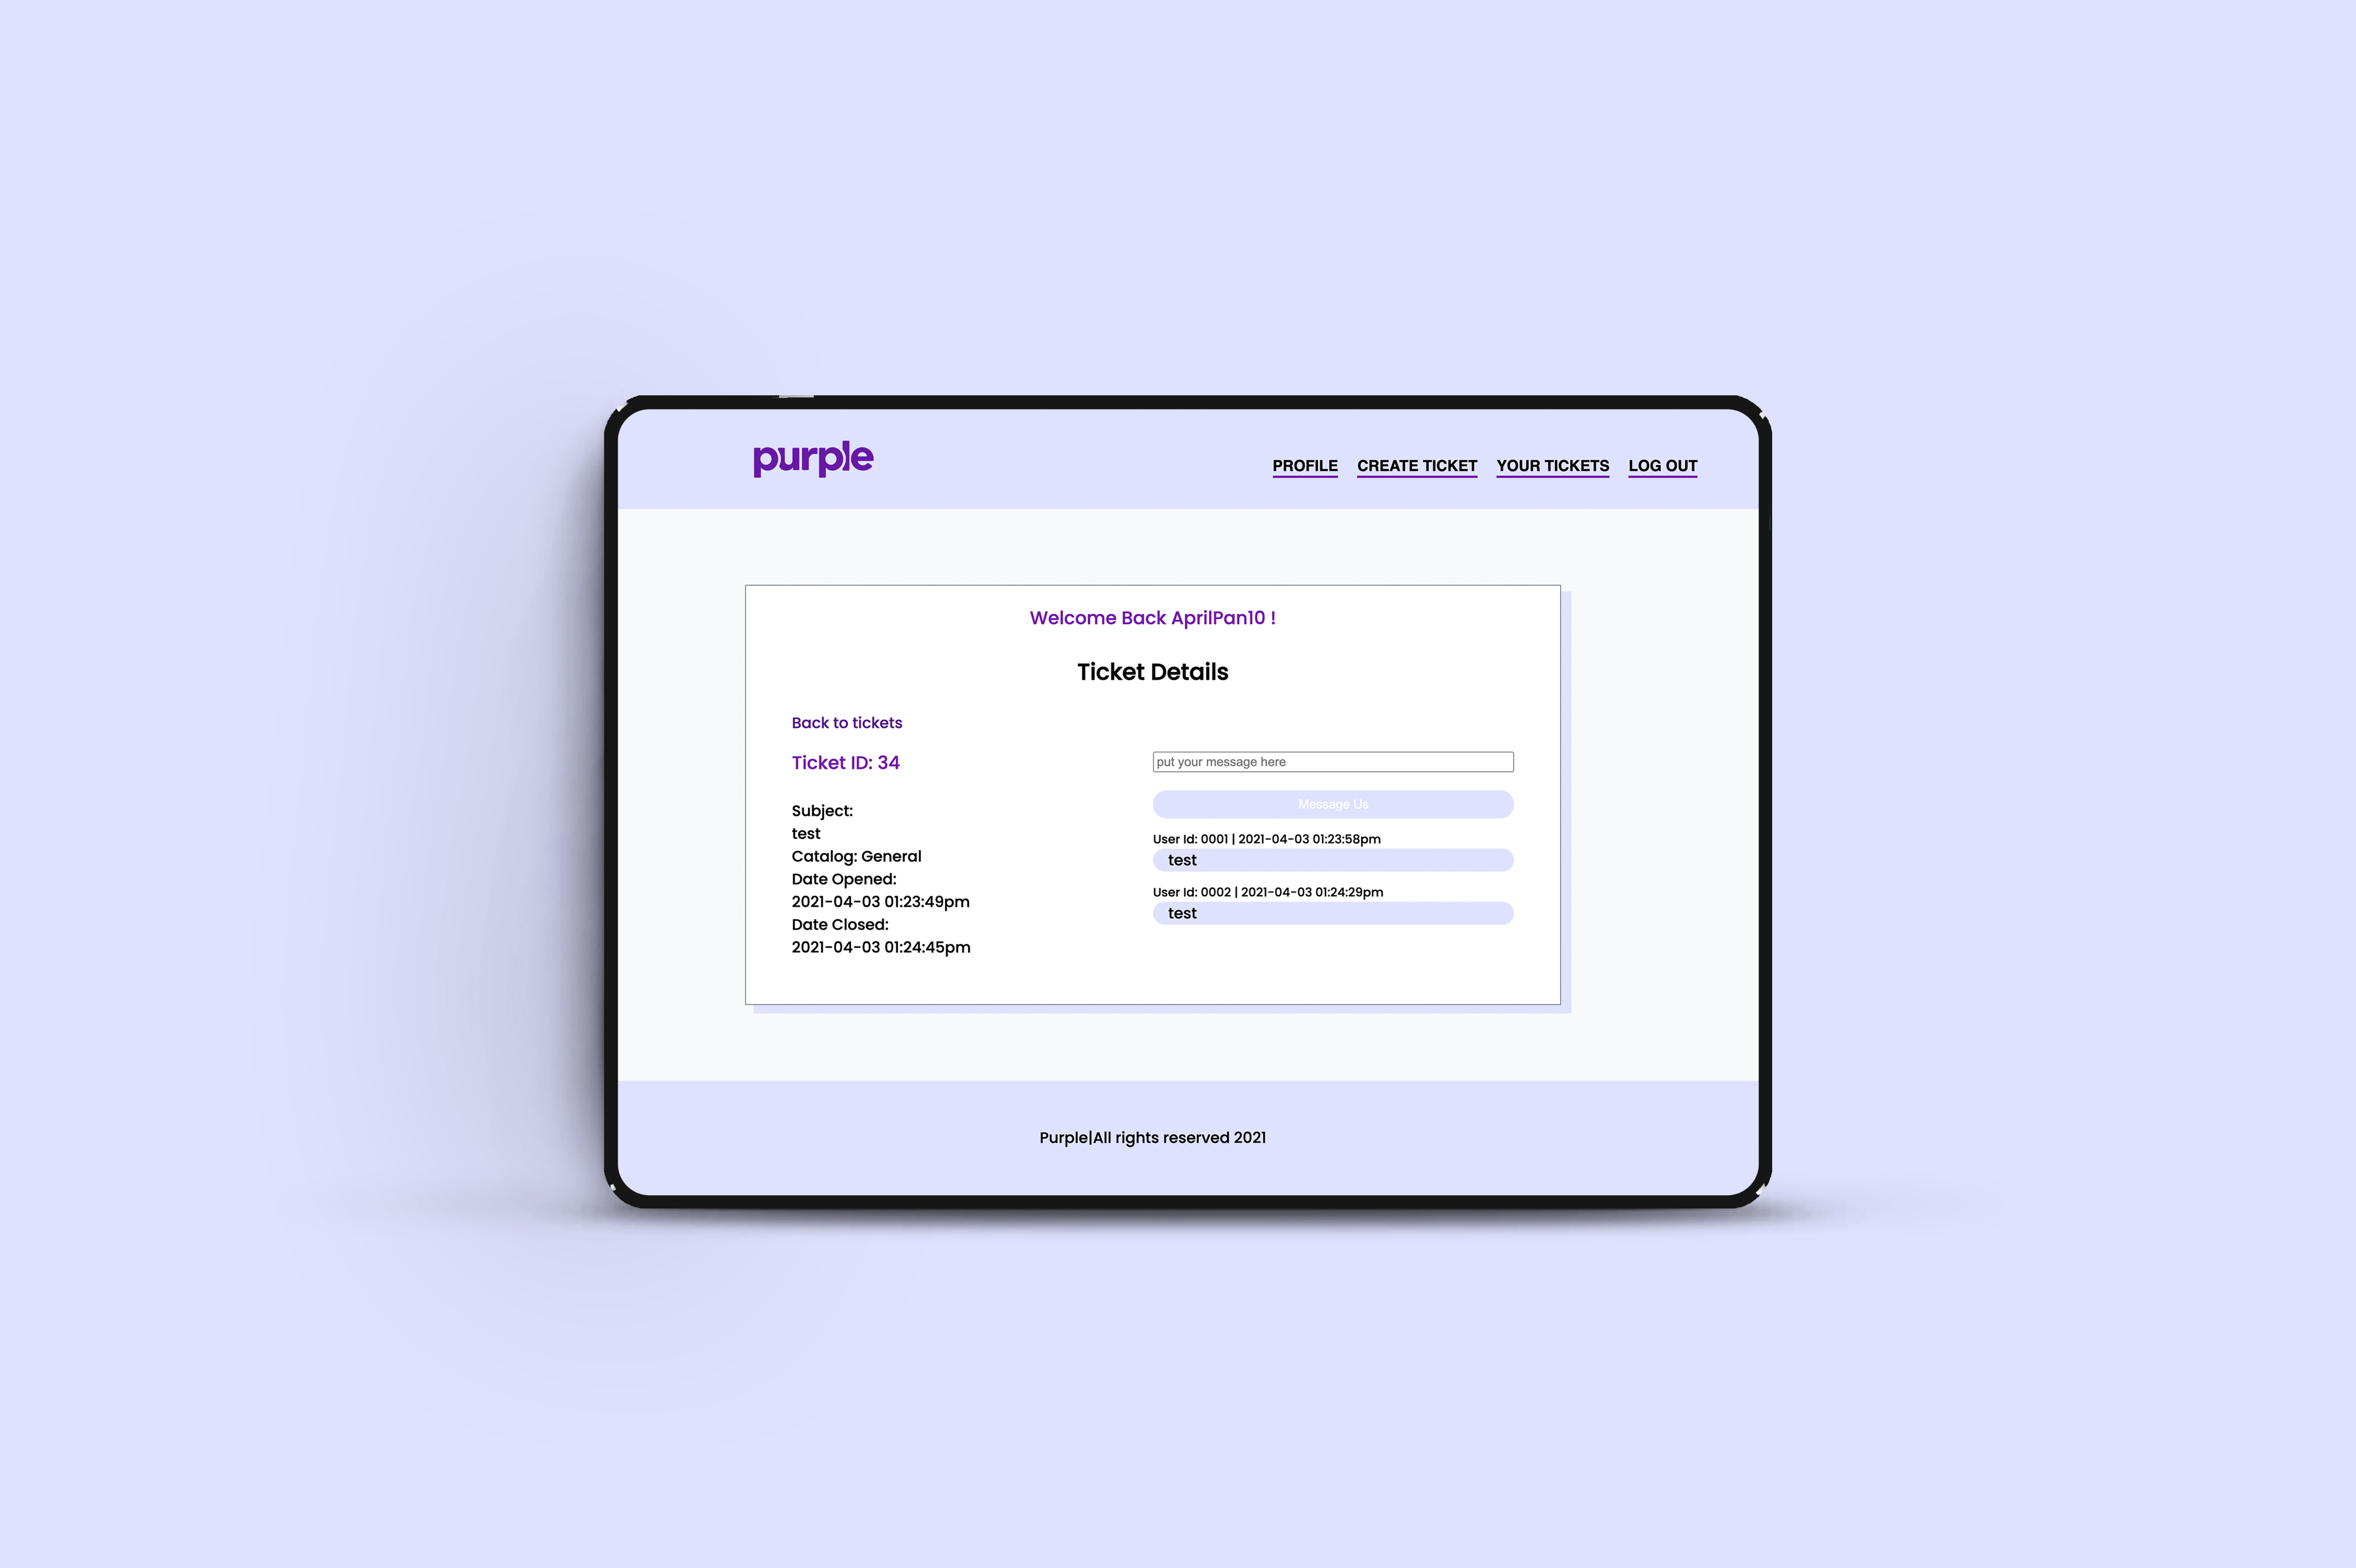 purple
PROFILE CREATE TICKET YOUR TICKETS LOG OUT
Welcome Back AprilPan10 !
Ticket Details
Back to tickets
Ticket ID: 34
Subject:
test
Catalog: General
Date Opened:
2021-04-03 01:23:49pm
Date Closed:
2021-04-03 01:24:45pm
put your message here
Message Us
User Id: 0001 | 2021-04-03 01:23:58pm
test
User Id: 0002 | 2021-04-03 01:24:29pm
test
Purple|All rights reserved 2021